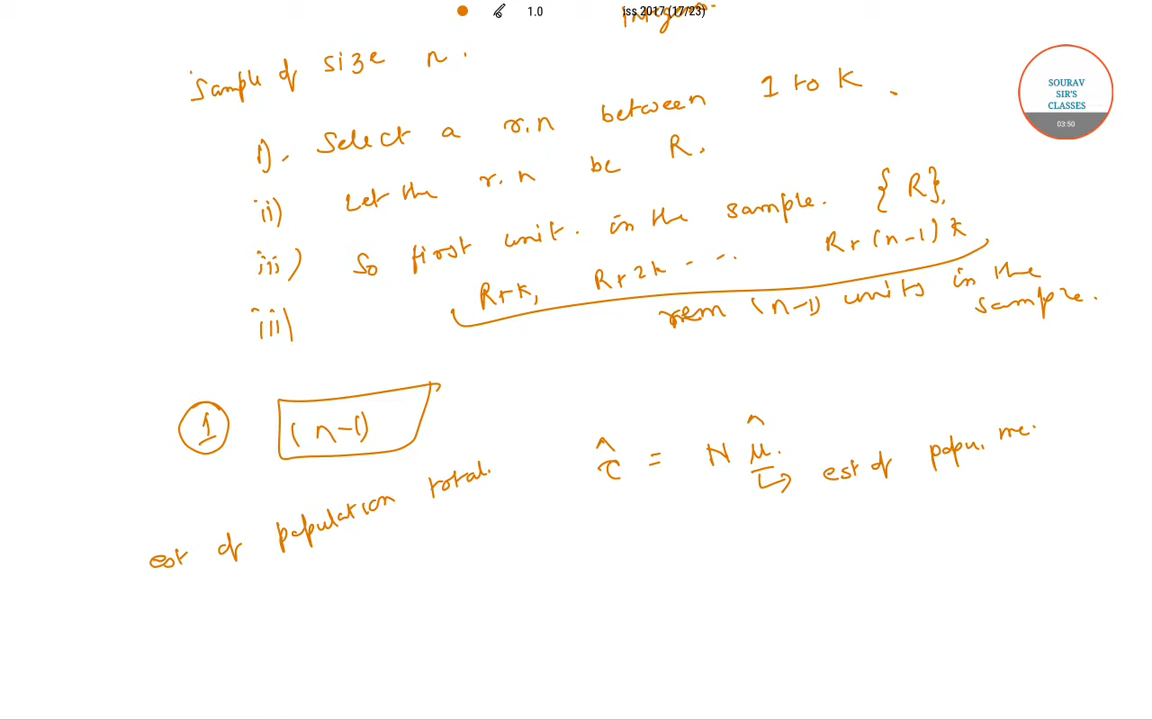 1.0 iss 2017 (17/23)
integer.
Sample of size n.
SOURAV
SIR'S
CLASSES
03:50
i). Select a r.n between 1 to K.
ii) Let the r.n be R.
iii) So first unit. in the sample. {R},
iii) R+K, R+2K - - .. R+(n-1)K
rem (n-1) units in the sample.
1 (n-1)
τ̂ = N μ̂.
↳ est of popu. me.
est of population total.